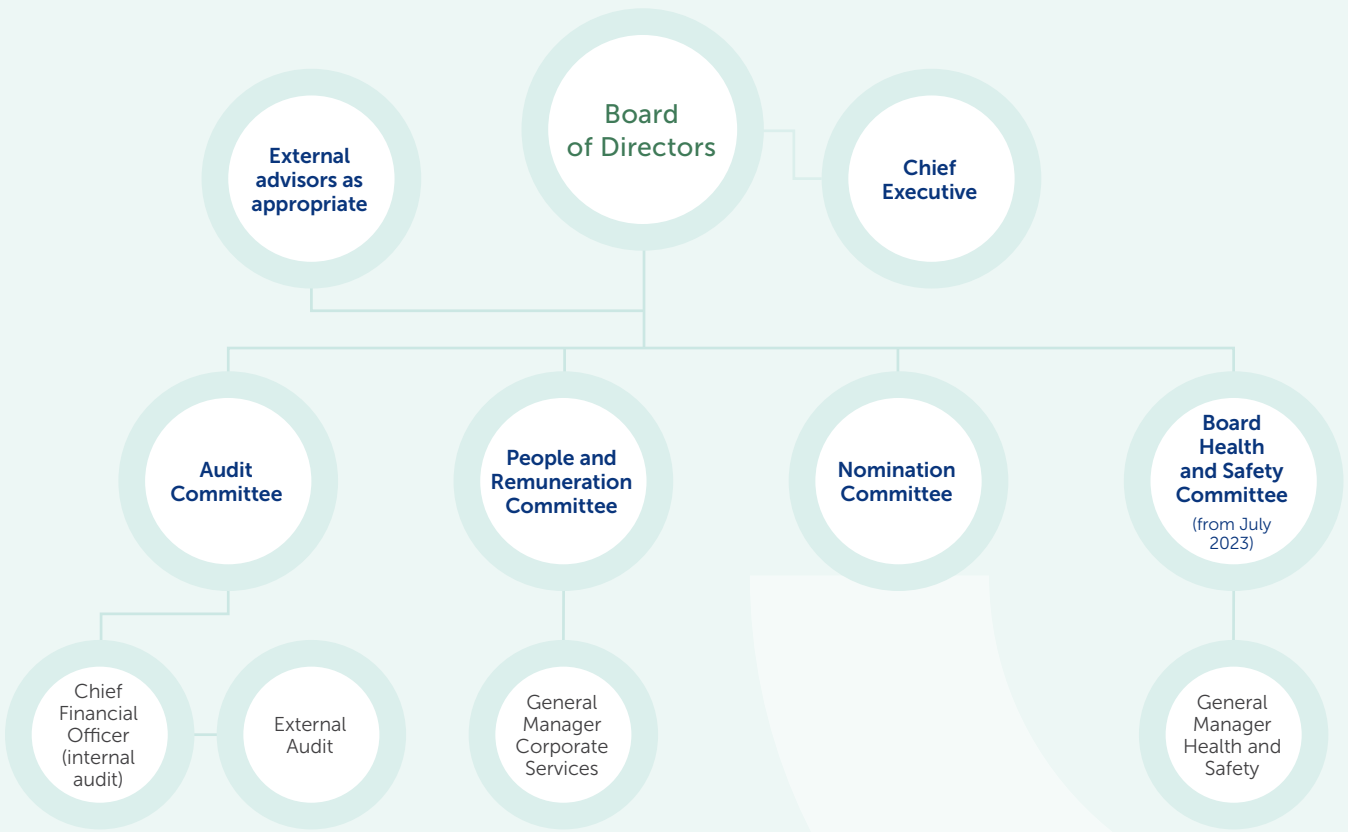 Board
of Directors
External
advisors as
appropriate
Chief
Executive
Audit
Committee
People and
Remuneration
Committee
Nomination
Committee
Board
Health
and Safety
Committee
(from July
2023)
Chief
Financial
Officer
(internal
audit)
External
Audit
General
Manager
Corporate
Services
General
Manager
Health and
Safety